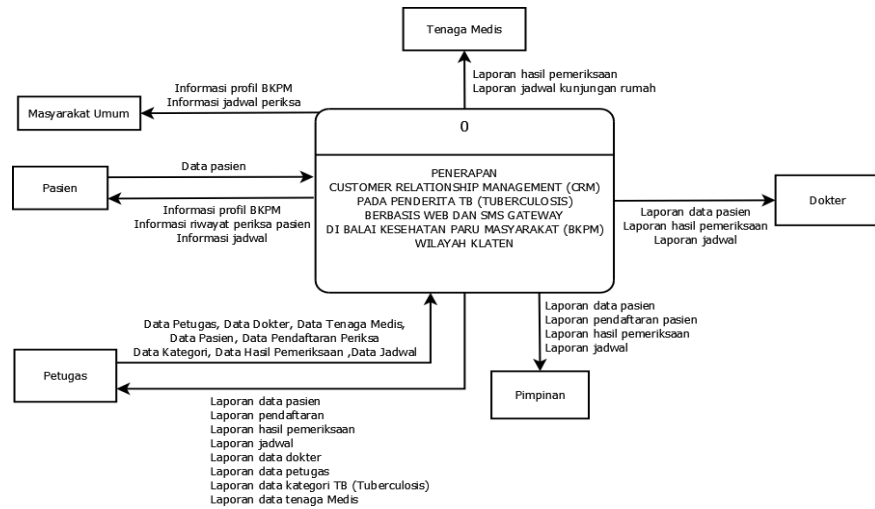 Tenaga Medis
Laporan hasil pemeriksaan
Laporan jadwal kunjungan rumah
Informasi profil BKPM
Informasi jadwal periksa
Masyarakat Umum
0
Data pasien
Pasien
Informasi profil BKPM
Informasi riwayat periksa pasien
Informasi jadwal
PENERAPAN
CUSTOMER RELATIONSHIP MANAGEMENT (CRM)
PADA PENDERITA TB (TUBERCULOSIS)
BERBASIS WEB DAN SMS GATEWAY
DI BALAI KESEHATAN PARU MASYARAKAT (BKPM)
WILAYAH KLATEN
Dokter
Laporan data pasien
Laporan hasil pemeriksaan
Laporan jadwal
Data Petugas, Data Dokter, Data Tenaga Medis,
Data Pasien, Data Pendaftaran Periksa
Data Kategori, Data Hasil Pemeriksaan ,Data Jadwal
Petugas
Laporan data pasien
Laporan pendaftaran pasien
Laporan hasil pemeriksaan
Laporan jadwal
Pimpinan
Laporan data pasien
Laporan pendaftaran
Laporan hasil pemeriksaan
Laporan jadwal
Laporan data dokter
Laporan data petugas
Laporan data kategori TB (Tuberculosis)
Laporan data tenaga Medis